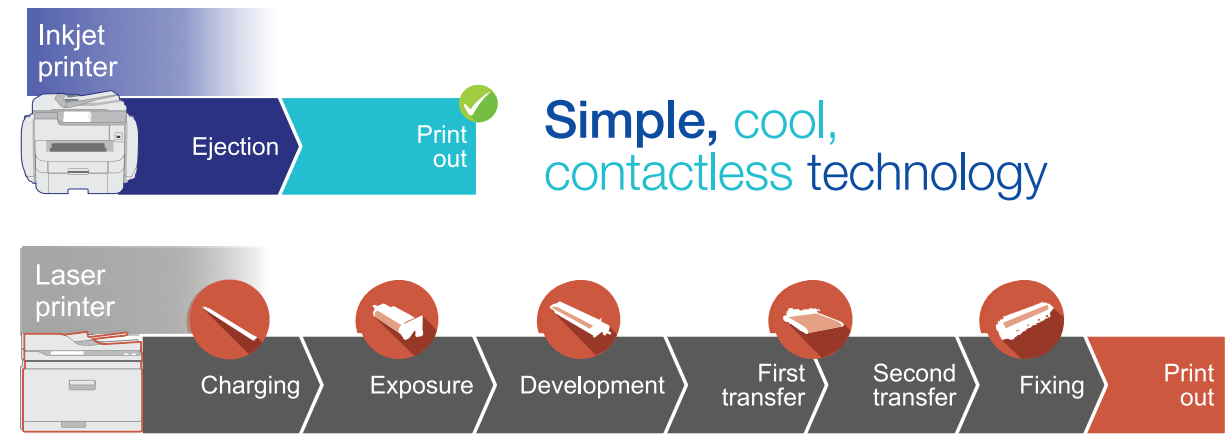 Inkjet
printer
Ejection
Print
out
Simple, cool,
contactless technology
Laser
printer
Charging
Exposure
Development
First
transfer
Second
transfer
Fixing
Print
out